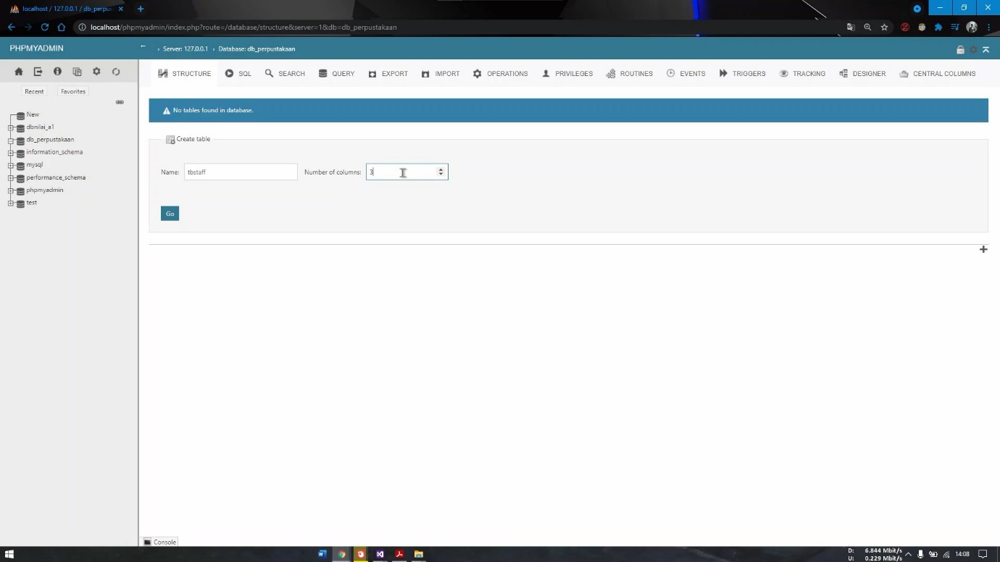 localhost / 127.0.0.1 / db_perpus
localhost/phpmyadmin/index.php?route=/database/structure&server=1&db=db_perpustakaan
PHPMYADMIN
Server: 127.0.0.1 › Database: db_perpustakaan
STRUCTURE SQL SEARCH QUERY EXPORT IMPORT OPERATIONS PRIVILEGES ROUTINES EVENTS TRIGGERS TRACKING DESIGNER CENTRAL COLUMNS
Recent Favorites
New
dbnilai_a1
db_perpustakaan
information_schema
mysql
performance_schema
phpmyadmin
test
No tables found in database.
Create table
Name: tbstaff Number of columns: 3
Go
Console
D: 6.844 Mbit/s
U: 0.229 Mbit/s
14:08